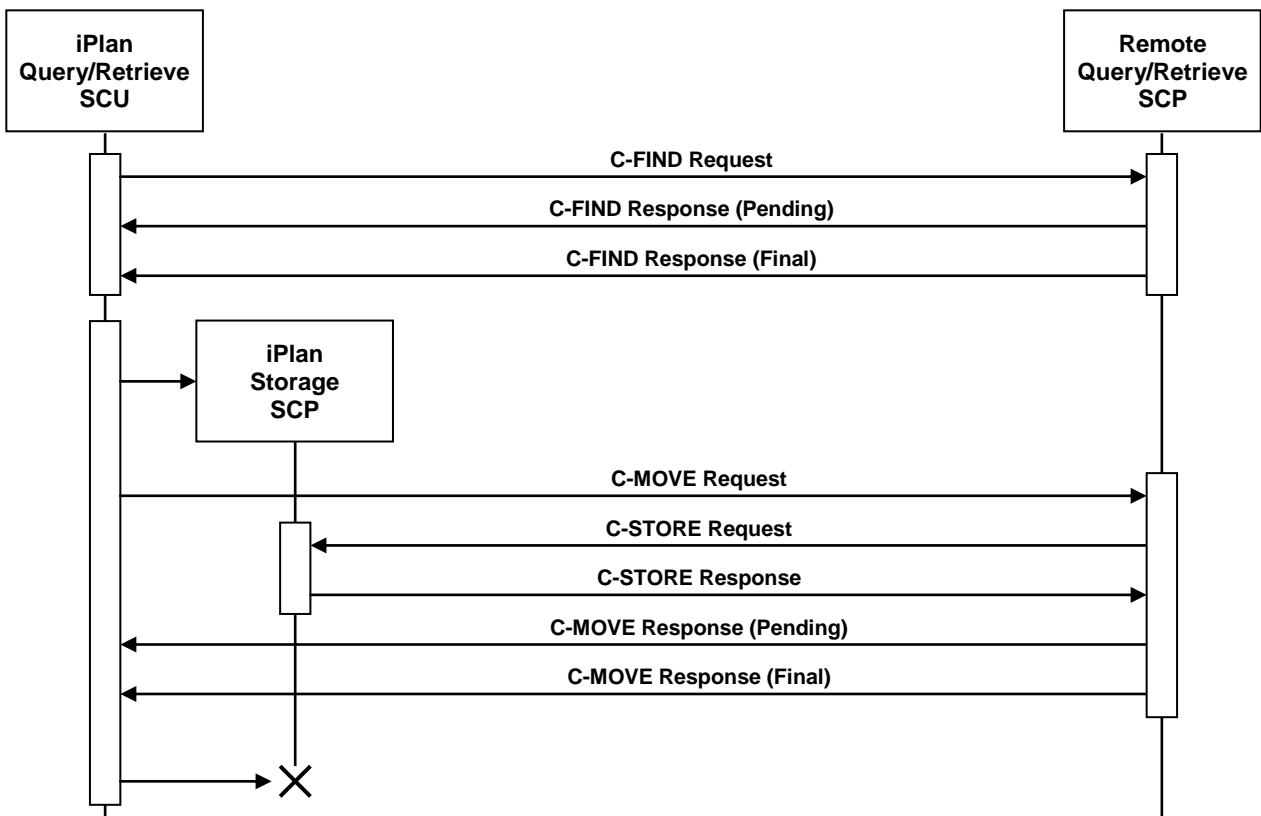 iPlan
Query/Retrieve
SCU
Remote
Query/Retrieve
SCP
C-FIND Request
C-FIND Response (Pending)
C-FIND Response (Final)
iPlan
Storage
SCP
C-MOVE Request
C-STORE Request
C-STORE Response
C-MOVE Response (Pending)
C-MOVE Response (Final)